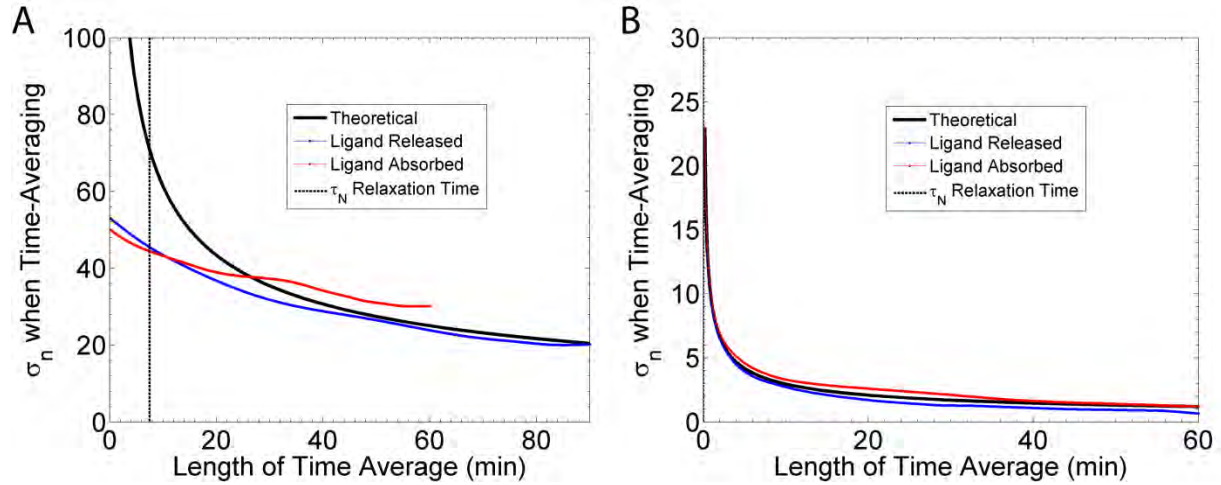 A
σn when Time-Averaging
100
80
60
40
20
0
Theoretical
Ligand Released
Ligand Absorbed
τN Relaxation Time
0 20 40 60 80
Length of Time Average (min)
B
σn when Time-Averaging
30
25
20
15
10
5
0
Theoretical
Ligand Released
Ligand Absorbed
τN Relaxation Time
0 20 40 60
Length of Time Average (min)